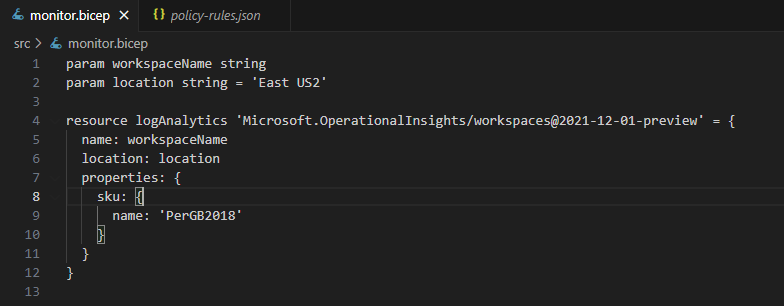 monitor.bicep
policy-rules.json
src > monitor.bicep
1 param workspaceName string
2 param location string = 'East US2'
3
4 resource logAnalytics 'Microsoft.OperationalInsights/workspaces@2021-12-01-preview' = {
5 name: workspaceName
6 location: location
7 properties: {
8 sku: {
9 name: 'PerGB2018'
10 }
11 }
12 }
13